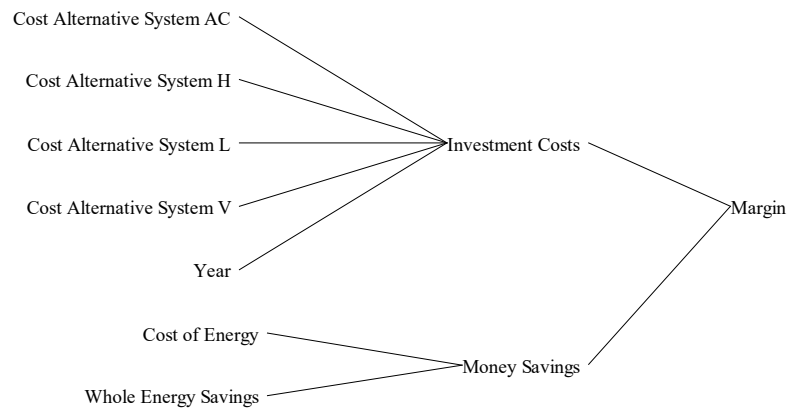 Cost Alternative System AC
Cost Alternative System H
Cost Alternative System L
Investment Costs
Cost Alternative System V
Margin
Year
Cost of Energy
Money Savings
Whole Energy Savings